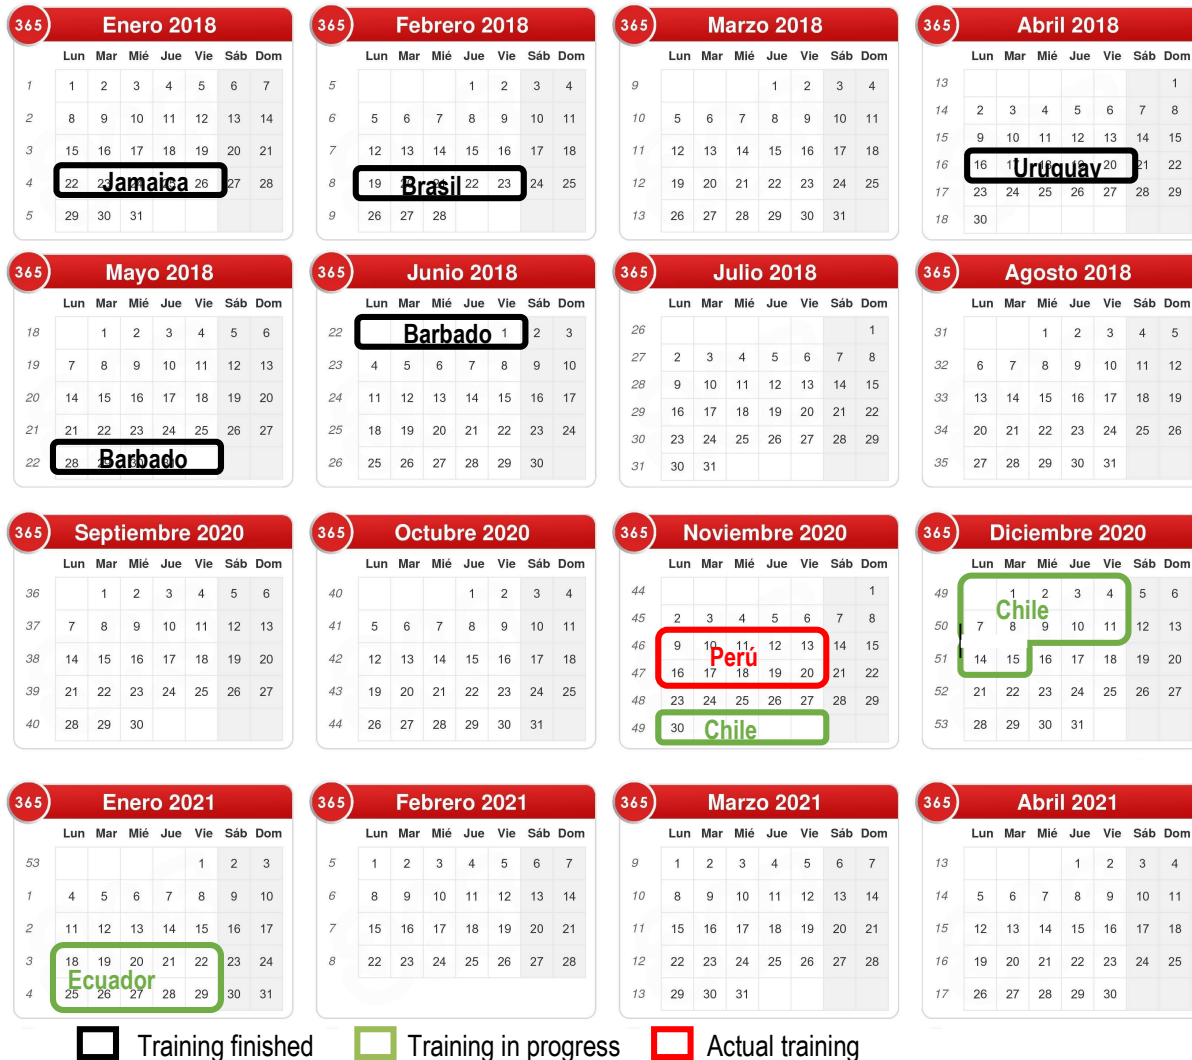 365 Enero 2018
Lun Mar Mié Jue Vie Sáb Dom
1 1 2 3 4 5 6 7
2 8 9 10 11 12 13 14
3 15 16 17 18 19 20 21
4 22 Jamaica 26 27 28
5 29 30 31
365 Febrero 2018
Lun Mar Mié Jue Vie Sáb Dom
5 1 2 3 4
6 5 6 7 8 9 10 11
7 12 13 14 15 16 17 18
8 19 Brasil 22 23 24 25
9 26 27 28
365 Marzo 2018
Lun Mar Mié Jue Vie Sáb Dom
9 1 2 3 4
10 5 6 7 8 9 10 11
11 12 13 14 15 16 17 18
12 19 20 21 22 23 24 25
13 26 27 28 29 30 31
365 Abril 2018
Lun Mar Mié Jue Vie Sáb Dom
13 1
14 2 3 4 5 6 7 8
15 9 10 11 12 13 14 15
16 16 Uruguay 20 21 22
17 23 24 25 26 27 28 29
18 30
365 Mayo 2018
Lun Mar Mié Jue Vie Sáb Dom
18 1 2 3 4 5 6
19 7 8 9 10 11 12 13
20 14 15 16 17 18 19 20
21 21 22 23 24 25 26 27
22 28 Barbado
365 Junio 2018
Lun Mar Mié Jue Vie Sáb Dom
22 Barbado 1 2 3
23 4 5 6 7 8 9 10
24 11 12 13 14 15 16 17
25 18 19 20 21 22 23 24
26 25 26 27 28 29 30
365 Julio 2018
Lun Mar Mié Jue Vie Sáb Dom
26 1
27 2 3 4 5 6 7 8
28 9 10 11 12 13 14 15
29 16 17 18 19 20 21 22
30 23 24 25 26 27 28 29
31 30 31
365 Agosto 2018
Lun Mar Mié Jue Vie Sáb Dom
31 1 2 3 4 5
32 6 7 8 9 10 11 12
33 13 14 15 16 17 18 19
34 20 21 22 23 24 25 26
35 27 28 29 30 31
365 Septiembre 2020
Lun Mar Mié Jue Vie Sáb Dom
36 1 2 3 4 5 6
37 7 8 9 10 11 12 13
38 14 15 16 17 18 19 20
39 21 22 23 24 25 26 27
40 28 29 30
365 Octubre 2020
Lun Mar Mié Jue Vie Sáb Dom
40 1 2 3 4
41 5 6 7 8 9 10 11
42 12 13 14 15 16 17 18
43 19 20 21 22 23 24 25
44 26 27 28 29 30 31
365 Noviembre 2020
Lun Mar Mié Jue Vie Sáb Dom
44 1
45 2 3 4 5 6 7 8
46 9 10 11 12 13 14 15
Perú
47 16 17 18 19 20 21 22
48 23 24 25 26 27 28 29
49 30 Chile
365 Diciembre 2020
Lun Mar Mié Jue Vie Sáb Dom
49 1 2 3 4 5 6
Chile
50 7 8 9 10 11 12 13
51 14 15 16 17 18 19 20
52 21 22 23 24 25 26 27
53 28 29 30 31
365 Enero 2021
Lun Mar Mié Jue Vie Sáb Dom
53 1 2 3
1 4 5 6 7 8 9 10
2 11 12 13 14 15 16 17
3 18 19 20 21 22 23 24
Ecuador
4 25 26 27 28 29 30 31
365 Febrero 2021
Lun Mar Mié Jue Vie Sáb Dom
5 1 2 3 4 5 6 7
6 8 9 10 11 12 13 14
7 15 16 17 18 19 20 21
8 22 23 24 25 26 27 28
365 Marzo 2021
Lun Mar Mié Jue Vie Sáb Dom
9 1 2 3 4 5 6 7
10 8 9 10 11 12 13 14
11 15 16 17 18 19 20 21
12 22 23 24 25 26 27 28
13 29 30 31
365 Abril 2021
Lun Mar Mié Jue Vie Sáb Dom
13 1 2 3 4
14 5 6 7 8 9 10 11
15 12 13 14 15 16 17 18
16 19 20 21 22 23 24 25
17 26 27 28 29 30
Training finished Training in progress Actual training